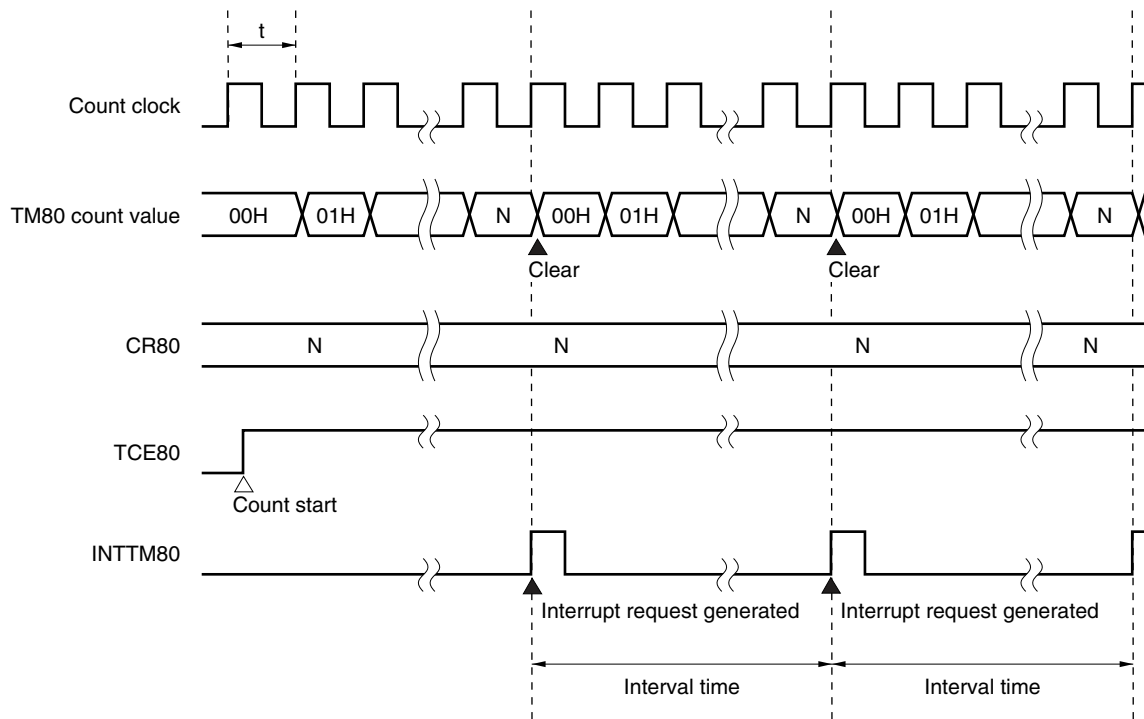 t
Count clock
TM80 count value 00H 01H N 00H 01H N 00H 01H N
Clear Clear
CR80 N N N N
TCE80
Count start
INTTM80
Interrupt request generated Interrupt request generated
Interval time Interval time